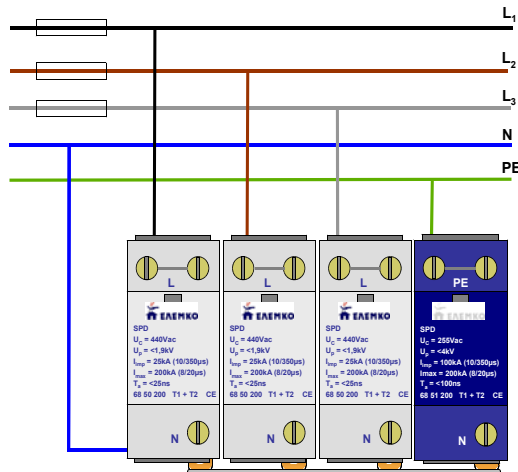 L1
L2
L3
N
PE
L
ΕΛΕΜΚΟ
SPD
UC = 440Vac
Up = <1,9kV
Iimp = 25kA (10/350μs)
Imax = 200kA (8/20μs)
Ta = <25ns
68 50 200 T1 + T2 CE
N
L
ΕΛΕΜΚΟ
SPD
UC = 440Vac
Up = <1,9kV
Iimp = 25kA (10/350μs)
Imax = 200kA (8/20μs)
Ta = <25ns
68 50 200 T1 + T2 CE
N
L
ΕΛΕΜΚΟ
SPD
UC = 440Vac
Up = <1,9kV
Iimp = 25kA (10/350μs)
Imax = 200kA (8/20μs)
Ta = <25ns
68 50 200 T1 + T2 CE
N
PE
ΕΛΕΜΚΟ
SPD
UC = 255Vac
Up = <4kV
Iimp = 100kA (10/350μs)
Imax = 200kA (8/20μs)
Ta = <100ns
68 51 200 T1 + T2 CE
N